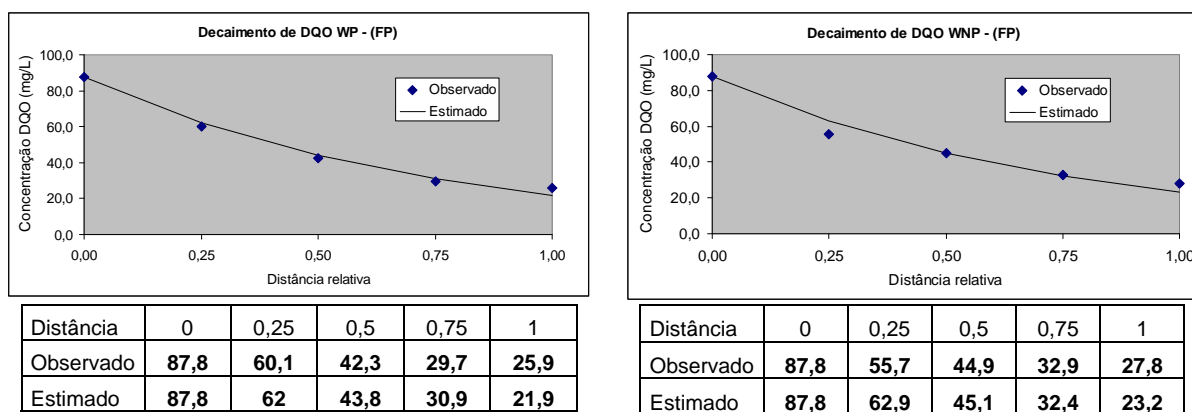 Decaimento de DQO WP - (FP)
Concentração DQO (mg/L)
100,0
80,0
60,0
40,0
20,0
0,0
Observado
Estimado
0,00 0,25 0,50 0,75 1,00
Distância relativa
Distância 0 0,25 0,5 0,75 1
Observado 87,8 60,1 42,3 29,7 25,9
Estimado 87,8 62 43,8 30,9 21,9
Decaimento de DQO WNP - (FP)
Concentração DQO (mg/L)
100,0
80,0
60,0
40,0
20,0
0,0
Observado
Estimado
0,00 0,25 0,50 0,75 1,00
Distância relativa
Distância 0 0,25 0,5 0,75 1
Observado 87,8 55,7 44,9 32,9 27,8
Estimado 87,8 62,9 45,1 32,4 23,2